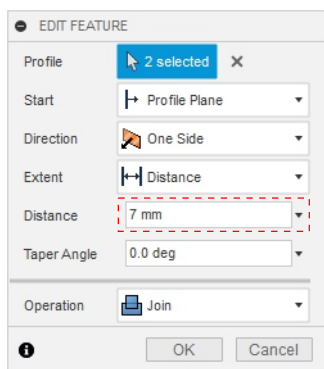 EDIT FEATURE
Profile 2 selected
Start Profile Plane
Direction One Side
Extent Distance
Distance 7 mm
Taper Angle 0.0 deg
Operation Join
OK Cancel